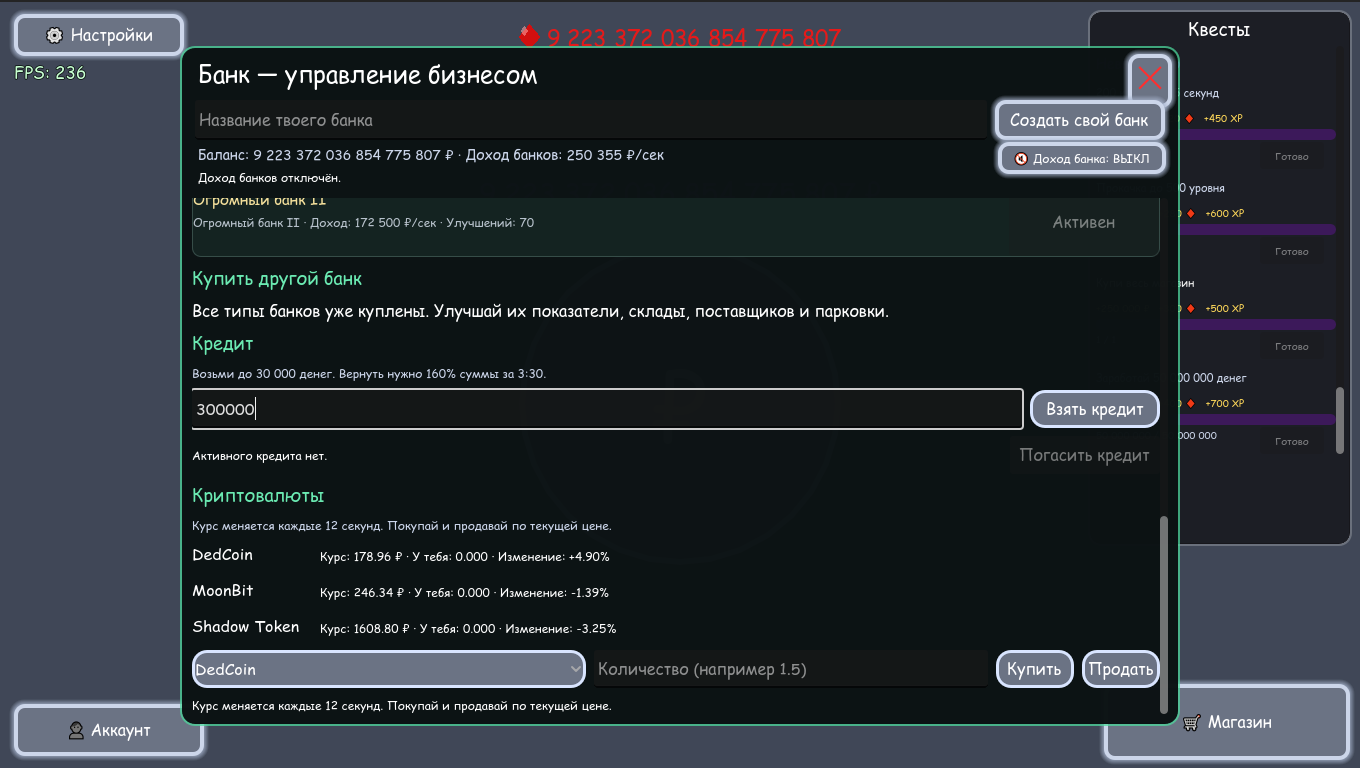 Настройки
9 223 372 036 854 775 807
Квесты
FPS: 236
Банк — управление бизнесом
секунд
+450 XP
Готово
Название твоего банка
Создать свой банк
Баланс: 9 223 372 036 854 775 807 ₽ · Доход банков: 250 355 ₽/сек
Доход банка: ВЫКЛ
Доход банков отключён.
0 уровня
+600 XP
Готово
Огромный банк II
Огромный банк II · Доход: 172 500 ₽/сек · Улучшений: 70
Активен
Купить другой банк
+500 XP
Готово
Все типы банков уже куплены. Улучшай их показатели, склады, поставщиков и парковки.
Кредит
Возьми до 30 000 денег. Вернуть нужно 160% суммы за 3:30.
00 000 денег
+700 XP
000 000
Готово
300000
Взять кредит
Активного кредита нет.
Погасить кредит
Криптовалюты
Курс меняется каждые 12 секунд. Покупай и продавай по текущей цене.
DedCoin
Курс: 178.96 ₽ · У тебя: 0.000 · Изменение: +4.90%
MoonBit
Курс: 246.34 ₽ · У тебя: 0.000 · Изменение: -1.39%
Shadow Token
Курс: 1608.80 ₽ · У тебя: 0.000 · Изменение: -3.25%
DedCoin
Количество (например 1.5)
Купить
Продать
Курс меняется каждые 12 секунд. Покупай и продавай по текущей цене.
Аккаунт
Магазин